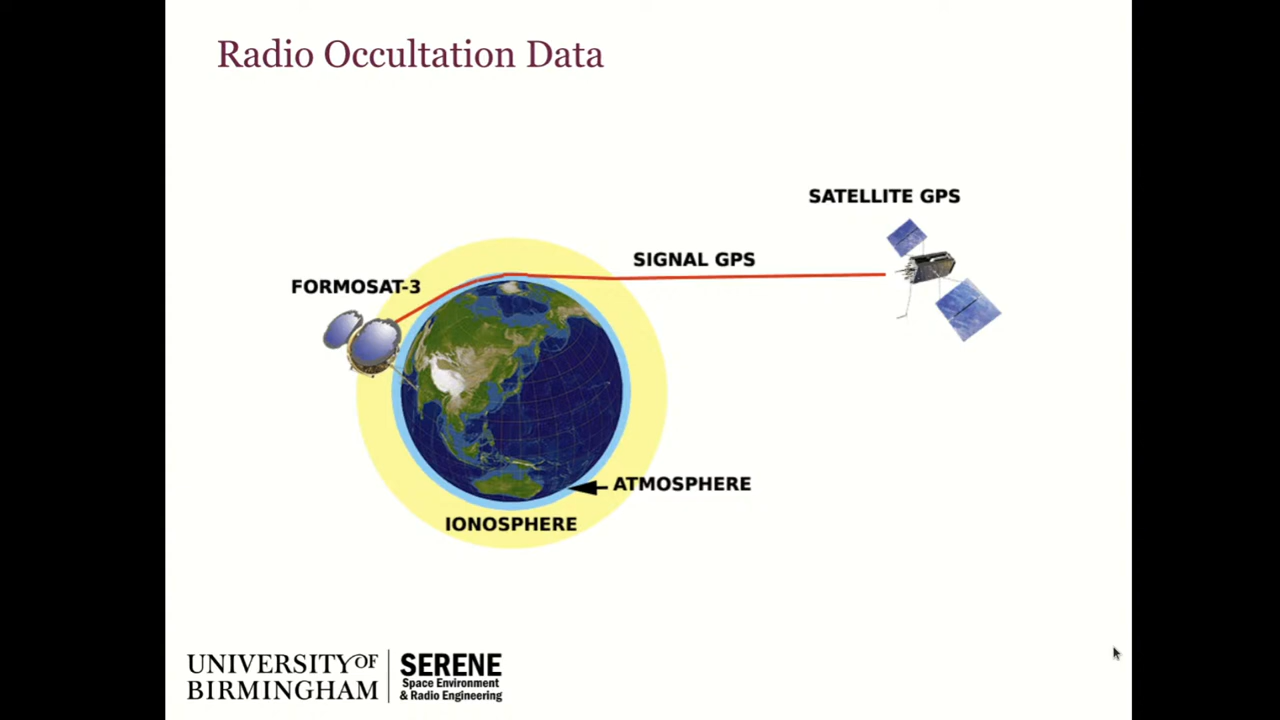 Radio Occultation Data
SATELLITE GPS
SIGNAL GPS
FORMOSAT-3
ATMOSPHERE
IONOSPHERE
UNIVERSITY OF
BIRMINGHAM
SERENE
Space Environment
& Radio Engineering